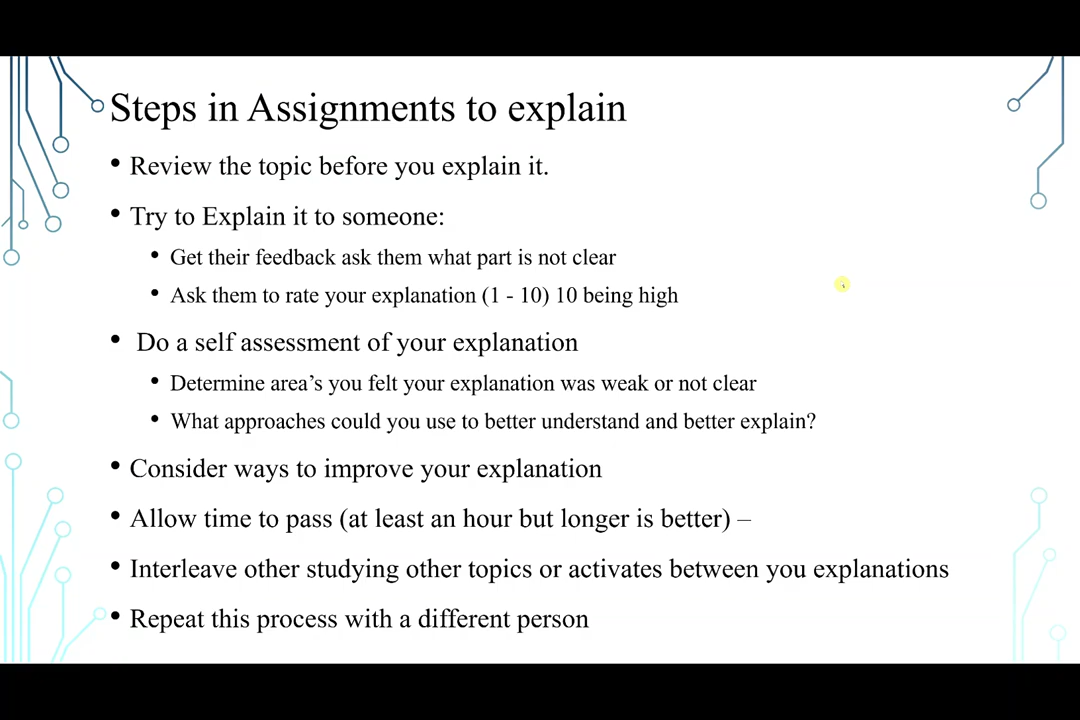 Steps in Assignments to explain
• Review the topic before you explain it.
• Try to Explain it to someone:
• Get their feedback ask them what part is not clear
• Ask them to rate your explanation (1 - 10) 10 being high
• Do a self assessment of your explanation
• Determine area’s you felt your explanation was weak or not clear
• What approaches could you use to better understand and better explain?
• Consider ways to improve your explanation
• Allow time to pass (at least an hour but longer is better) –
• Interleave other studying other topics or activates between you explanations
• Repeat this process with a different person